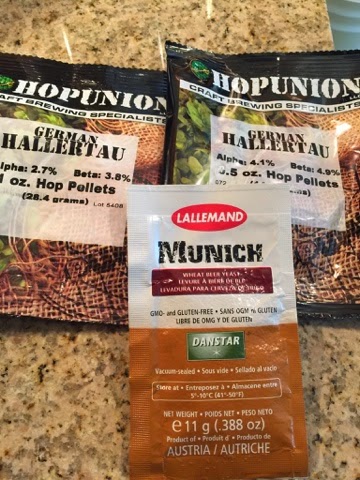 HOPUNION
CRAFT BREWING SPECIALISTS
GERMAN
HALLERTAU
Alpha: 2.7% Beta: 3.8%
1 oz. Hop Pellets
(28.4 grams) Lot 5408
HOPUNION
CRAFT BREWING SPECIALISTS
GERMAN
HALLERTAU
Alpha: 4.1% Beta: 4.9%
0.5 oz. Hop Pellets
LALLEMAND
MUNICH
WHEAT BEER YEAST
LEVURE À BIÈRE DE BLÉ
LEVADURA PARA CERVEZA DE TRIGO
GMO- and GLUTEN-FREE • SANS OGM ni GLUTEN
LIBRE DE OMG Y DE GLUTEN
DANSTAR
Vacuum-sealed • Sous vide • Sellado al vacío
Store at • Entreposez à • Almacene entre
5°-10°C (41°-50°F)
NET WEIGHT • POIDS NET • PESO NETO
e 11 g (.388 oz)
Product of • Produit d' • Producto de
AUSTRIA / AUTRICHE